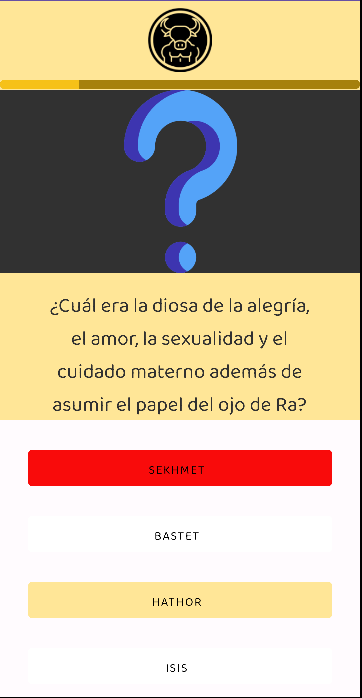 ¿Cuál era la diosa de la alegría,
el amor, la sexualidad y el
cuidado materno además de
asumir el papel del ojo de Ra?
SEKHMET
BASTET
HATHOR
ISIS